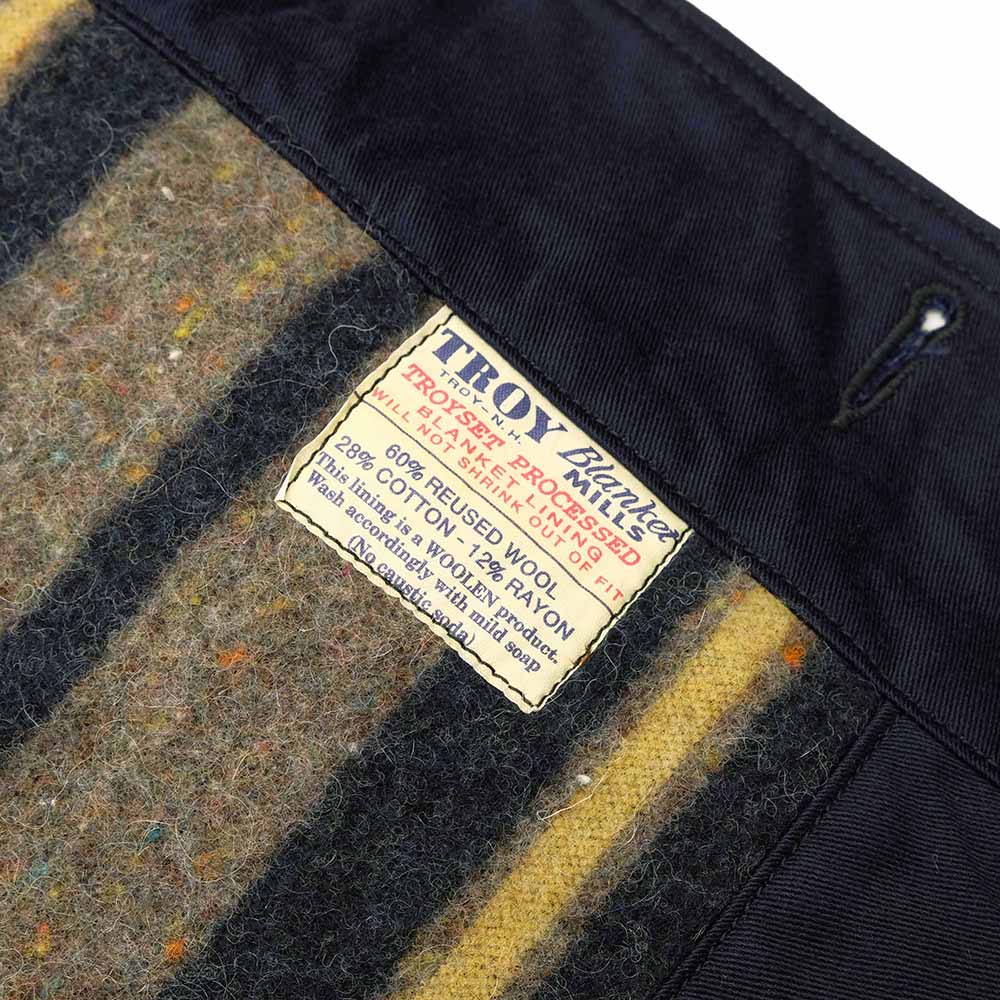 TROY Blanket
TROY-N.H. MILLS
TROYSET PROCESSED
BLANKET LINING
WILL NOT SHRINK OUT OF FIT
60% REUSED WOOL
28% COTTON - 12% RAYON
This lining is a WOOLEN product.
Wash accordingly with mild soap
(No caustic soda)